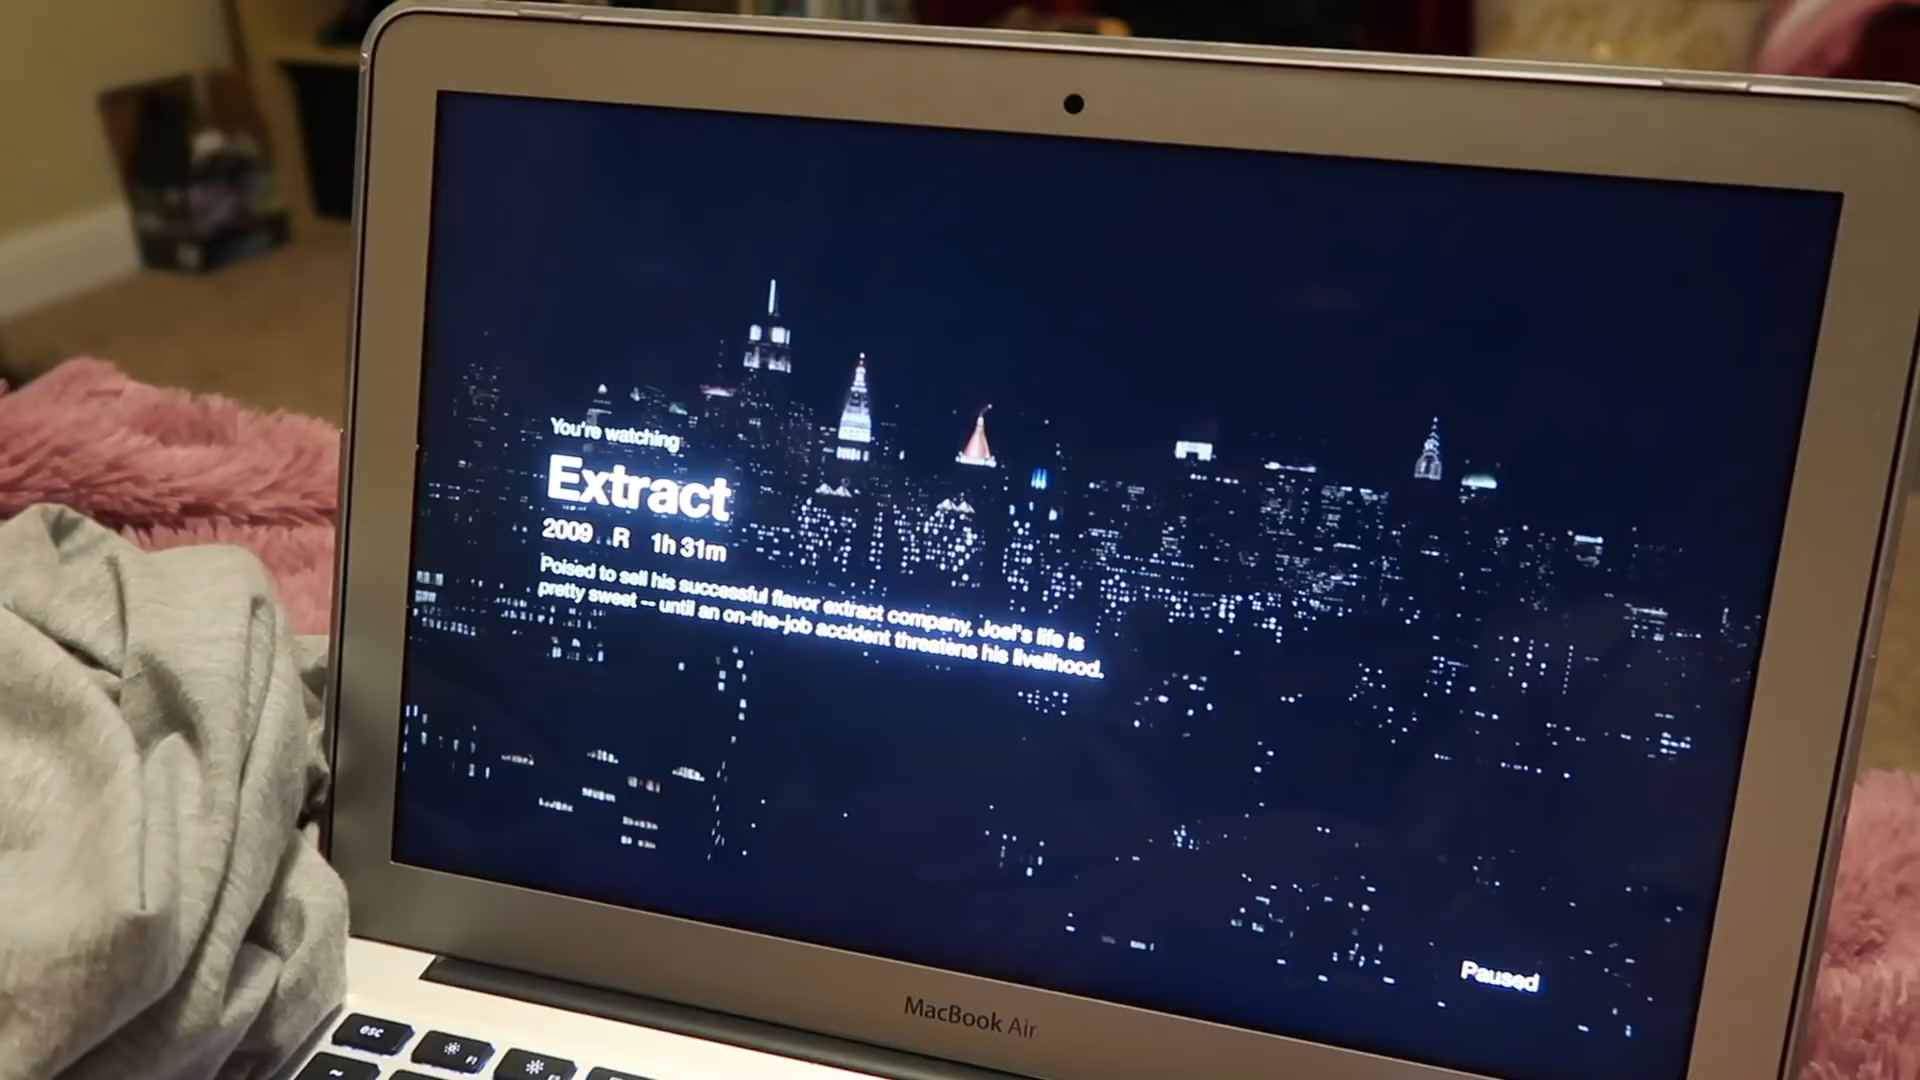 You're watching
Extract
2009 R 1h 31m
Poised to sell his successful flavor extract company, Joel's life is
pretty sweet -- until an on-the-job accident threatens his livelihood.
Paused
MacBook Air
esc
F1
~